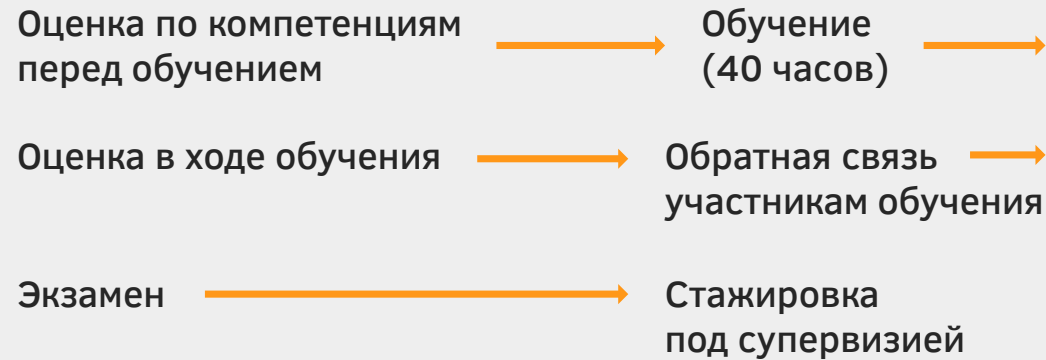 Оценка по компетенциям
перед обучением
Обучение
(40 часов)
Оценка в ходе обучения
Обратная связь
участникам обучения
Экзамен
Стажировка
под супервизией